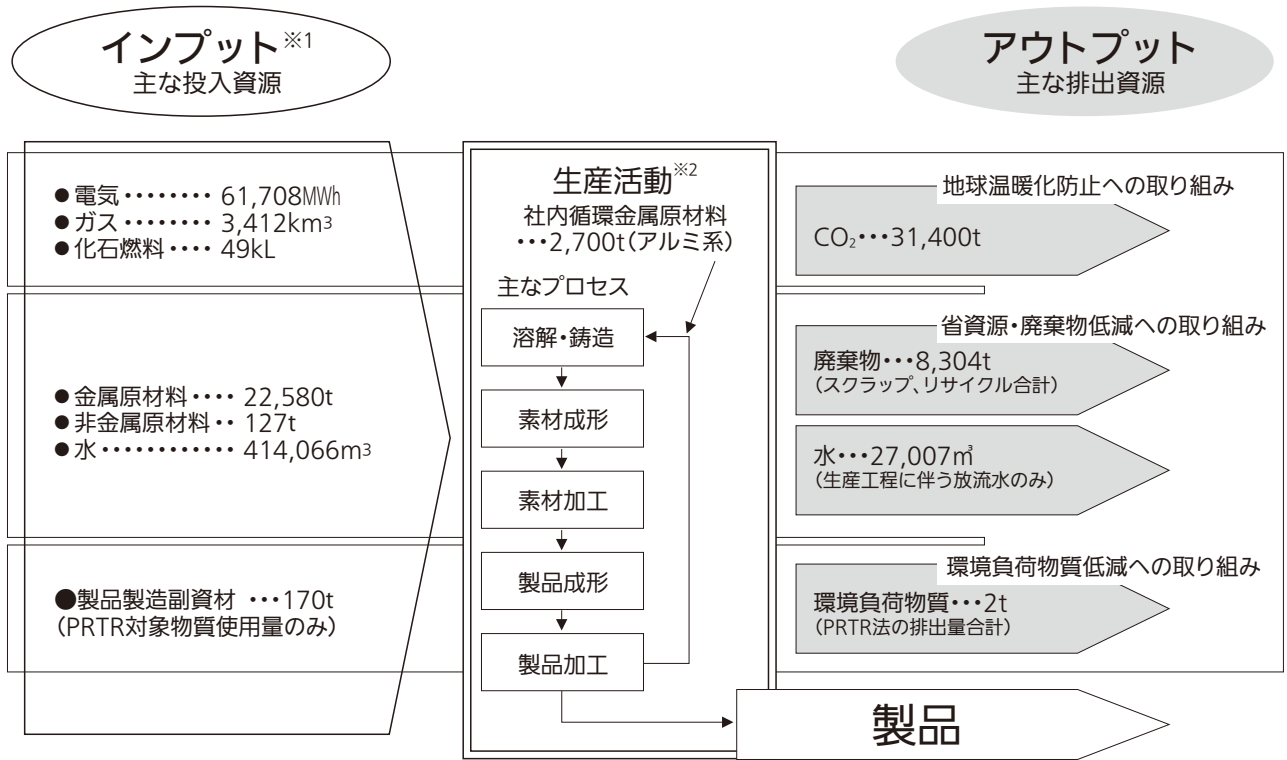 インプット※1
主な投入資源
アウトプット
主な排出資源
●電気・・・・・・・・ 61,708MWh
●ガス・・・・・・・・ 3,412km3
●化石燃料・・・・ 49kL
●金属原材料・・・・ 22,580t
●非金属原材料・・ 127t
●水・・・・・・・・・・・・ 414,066m3
●製品製造副資材 ・・・170t
（PRTR対象物質使用量のみ）
生産活動※2
社内循環金属原材料
・・・2,700t（アルミ系）
主なプロセス
溶解・鋳造
素材成形
素材加工
製品成形
製品加工
地球温暖化防止への取り組み
CO2・・・31,400t
省資源・廃棄物低減への取り組み
廃棄物・・・8,304t
（スクラップ、リサイクル合計）
水・・・27,007㎥
（生産工程に伴う放流水のみ）
環境負荷物質低減への取り組み
環境負荷物質・・・2t
（PRTR法の排出量合計）
製品